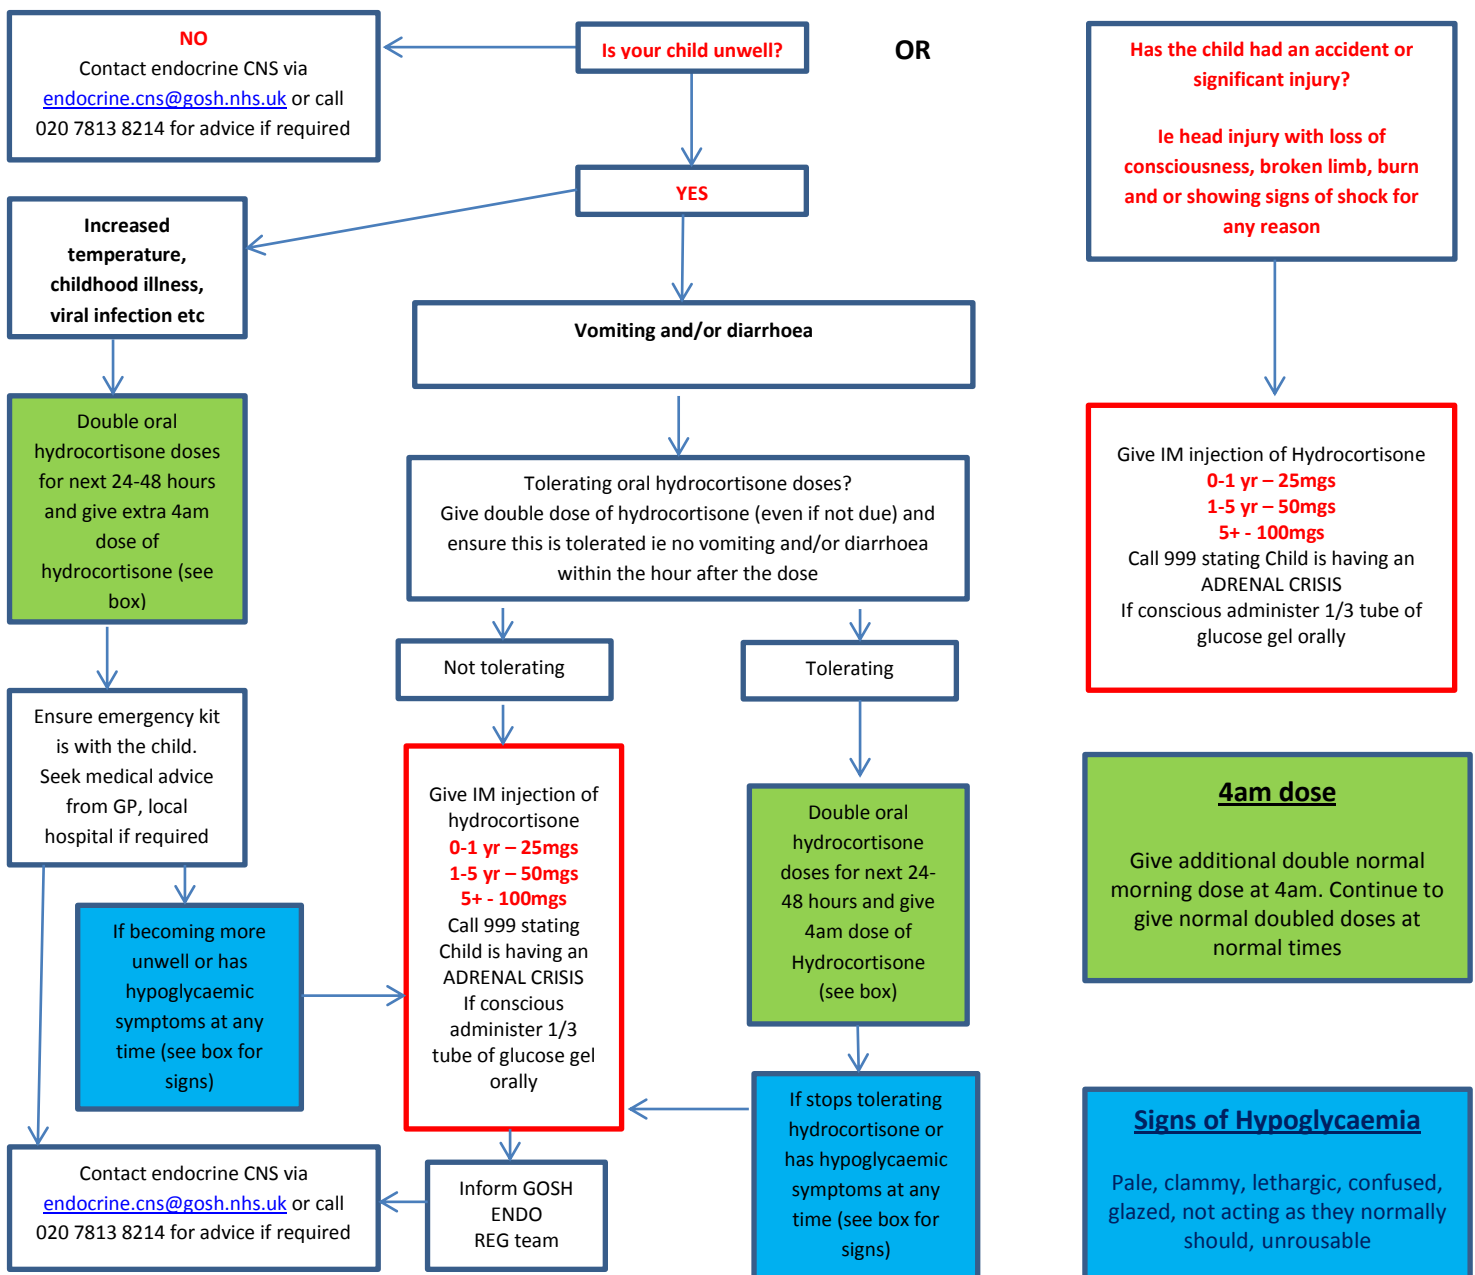 NO
Contact endocrine CNS via
endocrine.cns@gosh.nhs.uk or call
020 7813 8214 for advice if required
Is your child unwell?
OR
Has the child had an accident or
significant injury?
Ie head injury with loss of
consciousness, broken limb, burn
and or showing signs of shock for
any reason
YES
Increased
temperature,
childhood illness,
viral infection etc
Vomiting and/or diarrhoea
Double oral
hydrocortisone doses
for next 24-48 hours
and give extra 4am
dose of
hydrocortisone (see
box)
Tolerating oral hydrocortisone doses?
Give double dose of hydrocortisone (even if not due) and
ensure this is tolerated ie no vomiting and/or diarrhoea
within the hour after the dose
Give IM injection of Hydrocortisone
0-1 yr – 25mgs
1-5 yr – 50mgs
5+ - 100mgs
Call 999 stating Child is having an
ADRENAL CRISIS
If conscious administer 1/3 tube of
glucose gel orally
Not tolerating
Tolerating
Ensure emergency kit
is with the child.
Seek medical advice
from GP, local
hospital if required
Give IM injection of
hydrocortisone
0-1 yr – 25mgs
1-5 yr – 50mgs
5+ - 100mgs
Call 999 stating
Child is having an
ADRENAL CRISIS
If conscious
administer 1/3
tube of glucose gel
orally
Double oral
hydrocortisone
doses for next 24-
48 hours and give
4am dose of
Hydrocortisone
(see box)
4am dose
Give additional double normal
morning dose at 4am. Continue to
give normal doubled doses at
normal times
If becoming more
unwell or has
hypoglycaemic
symptoms at any
time (see box for
signs)
If stops tolerating
hydrocortisone or
has hypoglycaemic
symptoms at any
time (see box for
signs)
Signs of Hypoglycaemia
Pale, clammy, lethargic, confused,
glazed, not acting as they normally
should, unrousable
Contact endocrine CNS via
endocrine.cns@gosh.nhs.uk or call
020 7813 8214 for advice if required
Inform GOSH
ENDO
REG team